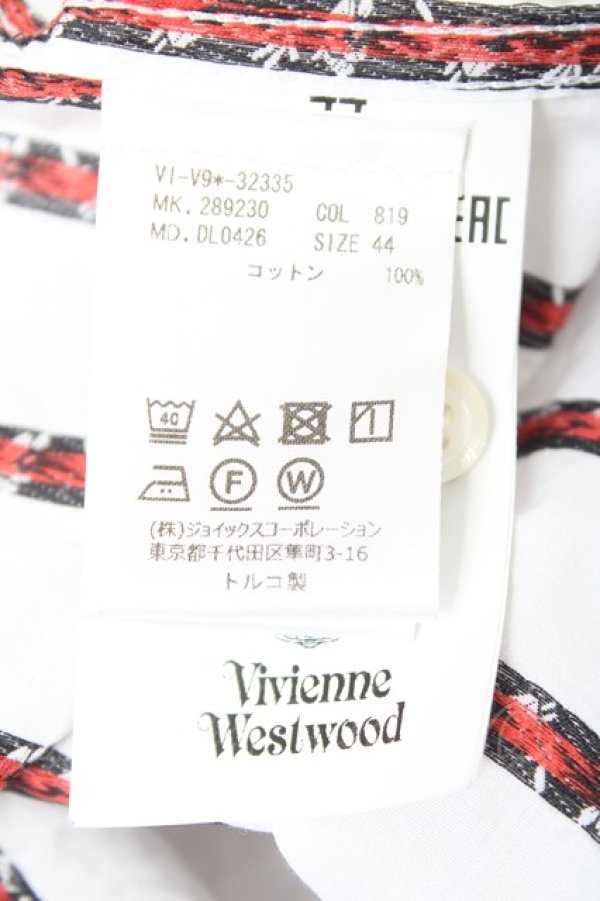 VI-V9*-32335
MK.289230 COL 819
MD.DL0426 SIZE 44
コットン 100%
EAC
40
F W
(株)ジョイックスコーポレーション
東京都千代田区隼町3-16
トルコ製
Vivienne
Westwood